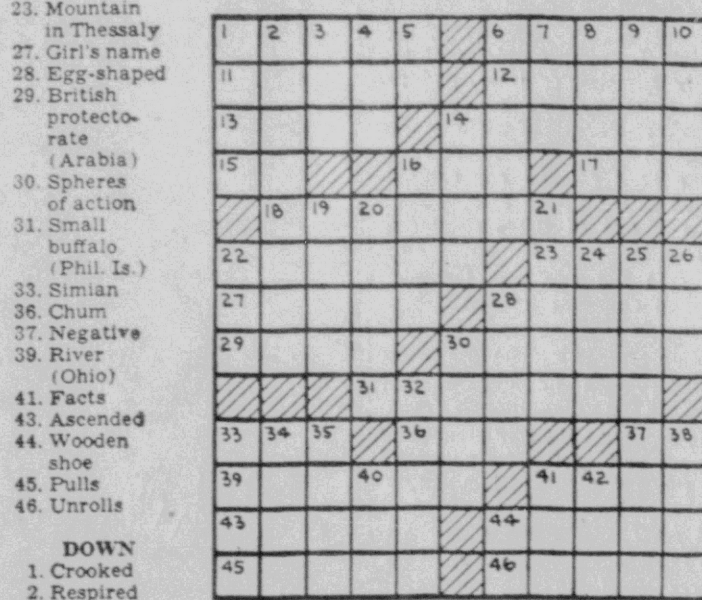 23. Mountain
in Thessaly
27. Girl's name
28. Egg-shaped
29. British
protecto-
rate
(Arabia)
30. Spheres
of action
31. Small
buffalo
(Phil. Is.)
33. Simian
36. Chum
37. Negative
39. River
(Ohio)
41. Facts
43. Ascended
44. Wooden
shoe
45. Pulls
46. Unrolls
DOWN
1. Crooked
2. Respired
1 2 3 4 5 6 7 8 9 10
11 12
13 14
15 16 17
18 19 20 21
22 23 24 25 26
27 28
29 30
31 32
33 34 35 36 37 38
39 40 41 42
43 44
45 46